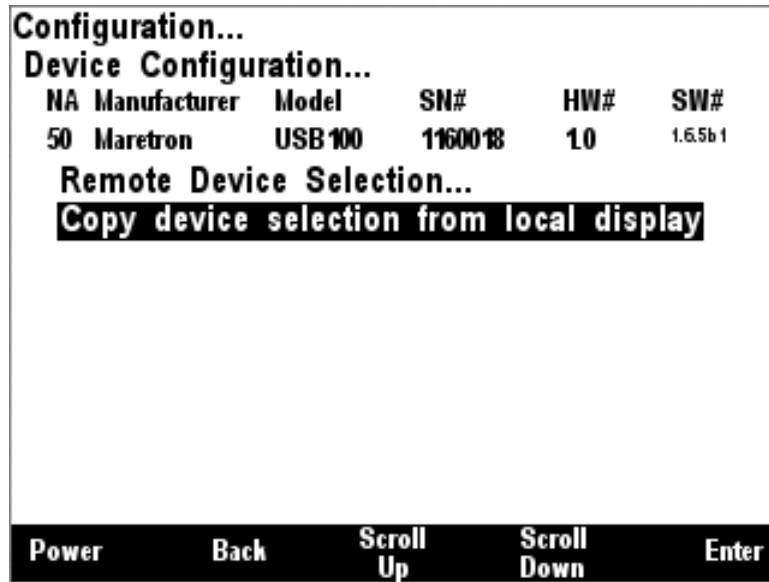 Configuration...
Device Configuration...
NA Manufacturer Model SN# HW# SW#
50 Maretron USB100 1160018 1.0 1.6.5b1
Remote Device Selection...
Copy device selection from local display
Power Back Scroll Up Scroll Down Enter